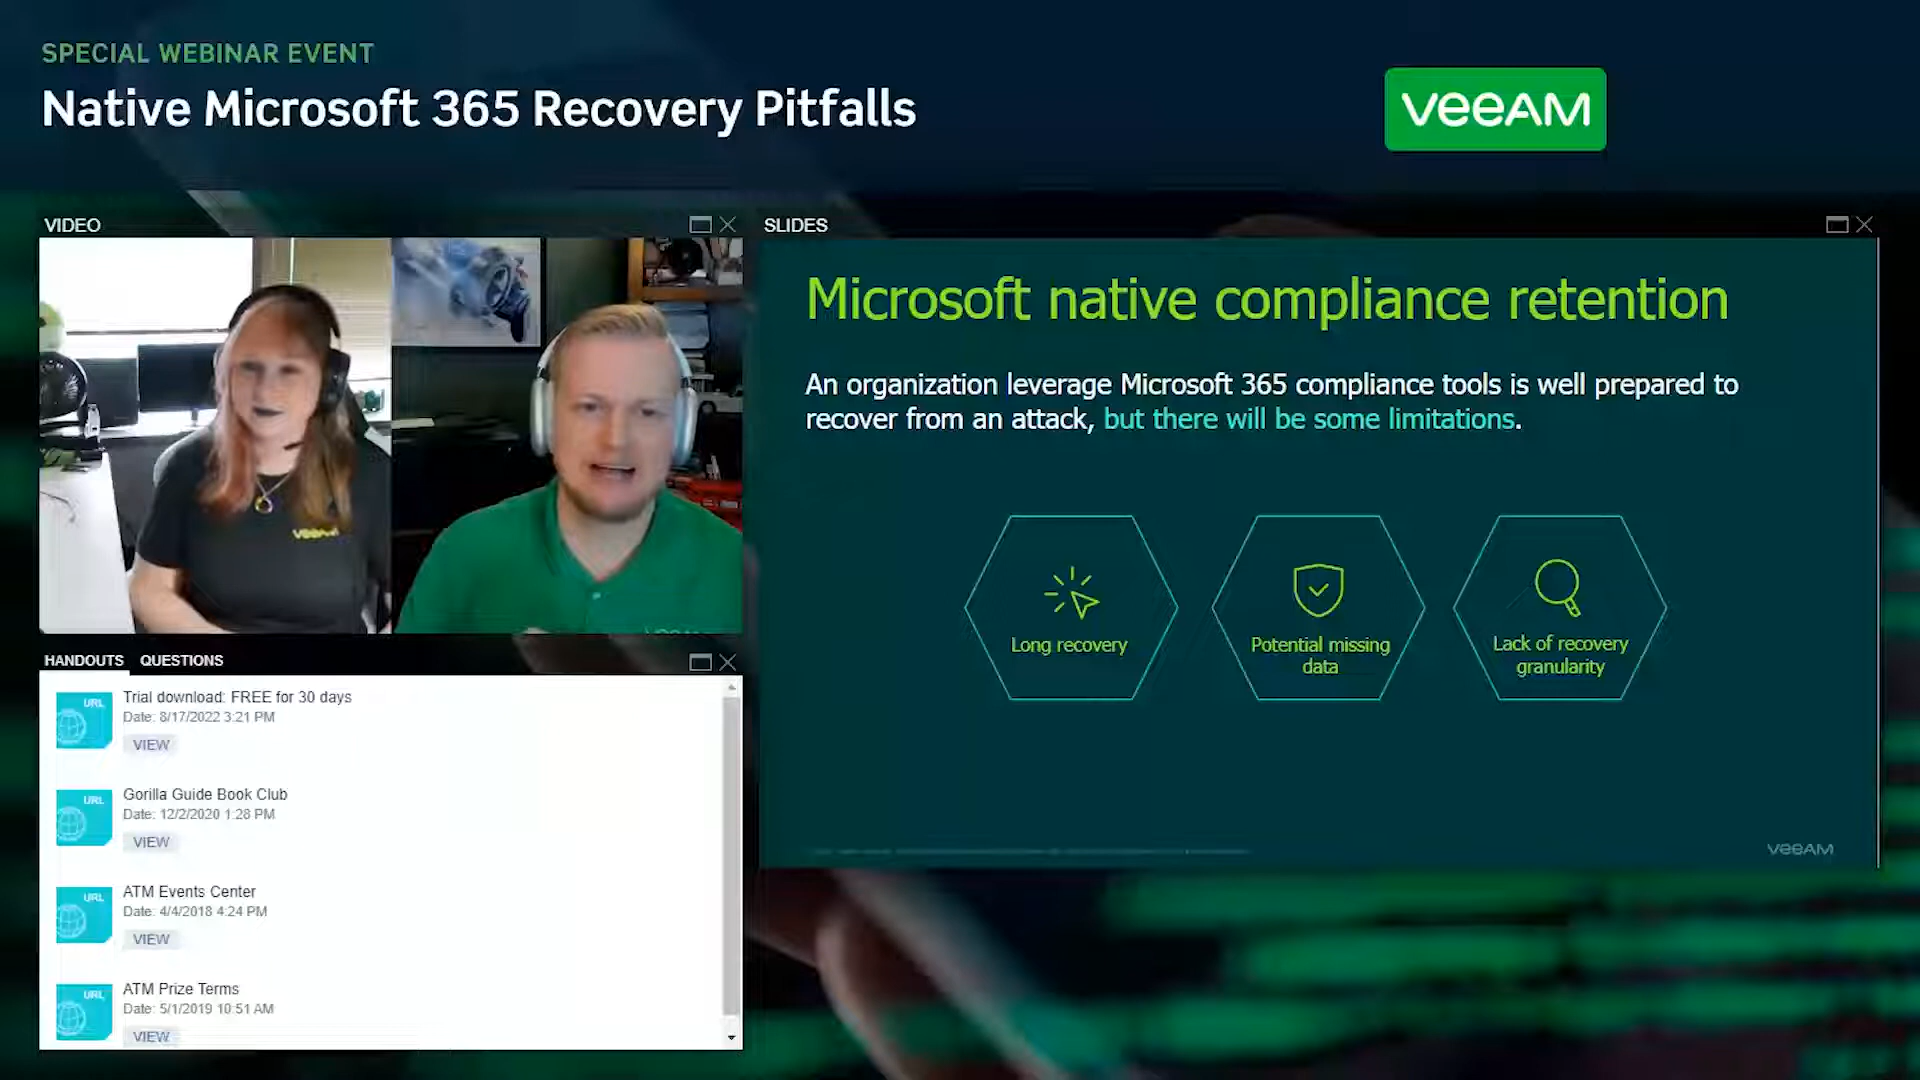 SPECIAL WEBINAR EVENT
Native Microsoft 365 Recovery Pitfalls
veeAM
VIDEO
veeAM
SLIDES
Microsoft native compliance retention
An organization leverage Microsoft 365 compliance tools is well prepared to
recover from an attack, but there will be some limitations.
Long recovery
Potential missing
data
Lack of recovery
granularity
veeAM
HANDOUTS QUESTIONS
URL
Trial download: FREE for 30 days
Date: 8/17/2022 3:21 PM
VIEW
URL
Gorilla Guide Book Club
Date: 12/2/2020 1:28 PM
VIEW
URL
ATM Events Center
Date: 4/4/2018 4:24 PM
VIEW
URL
ATM Prize Terms
Date: 5/1/2019 10:51 AM
VIEW